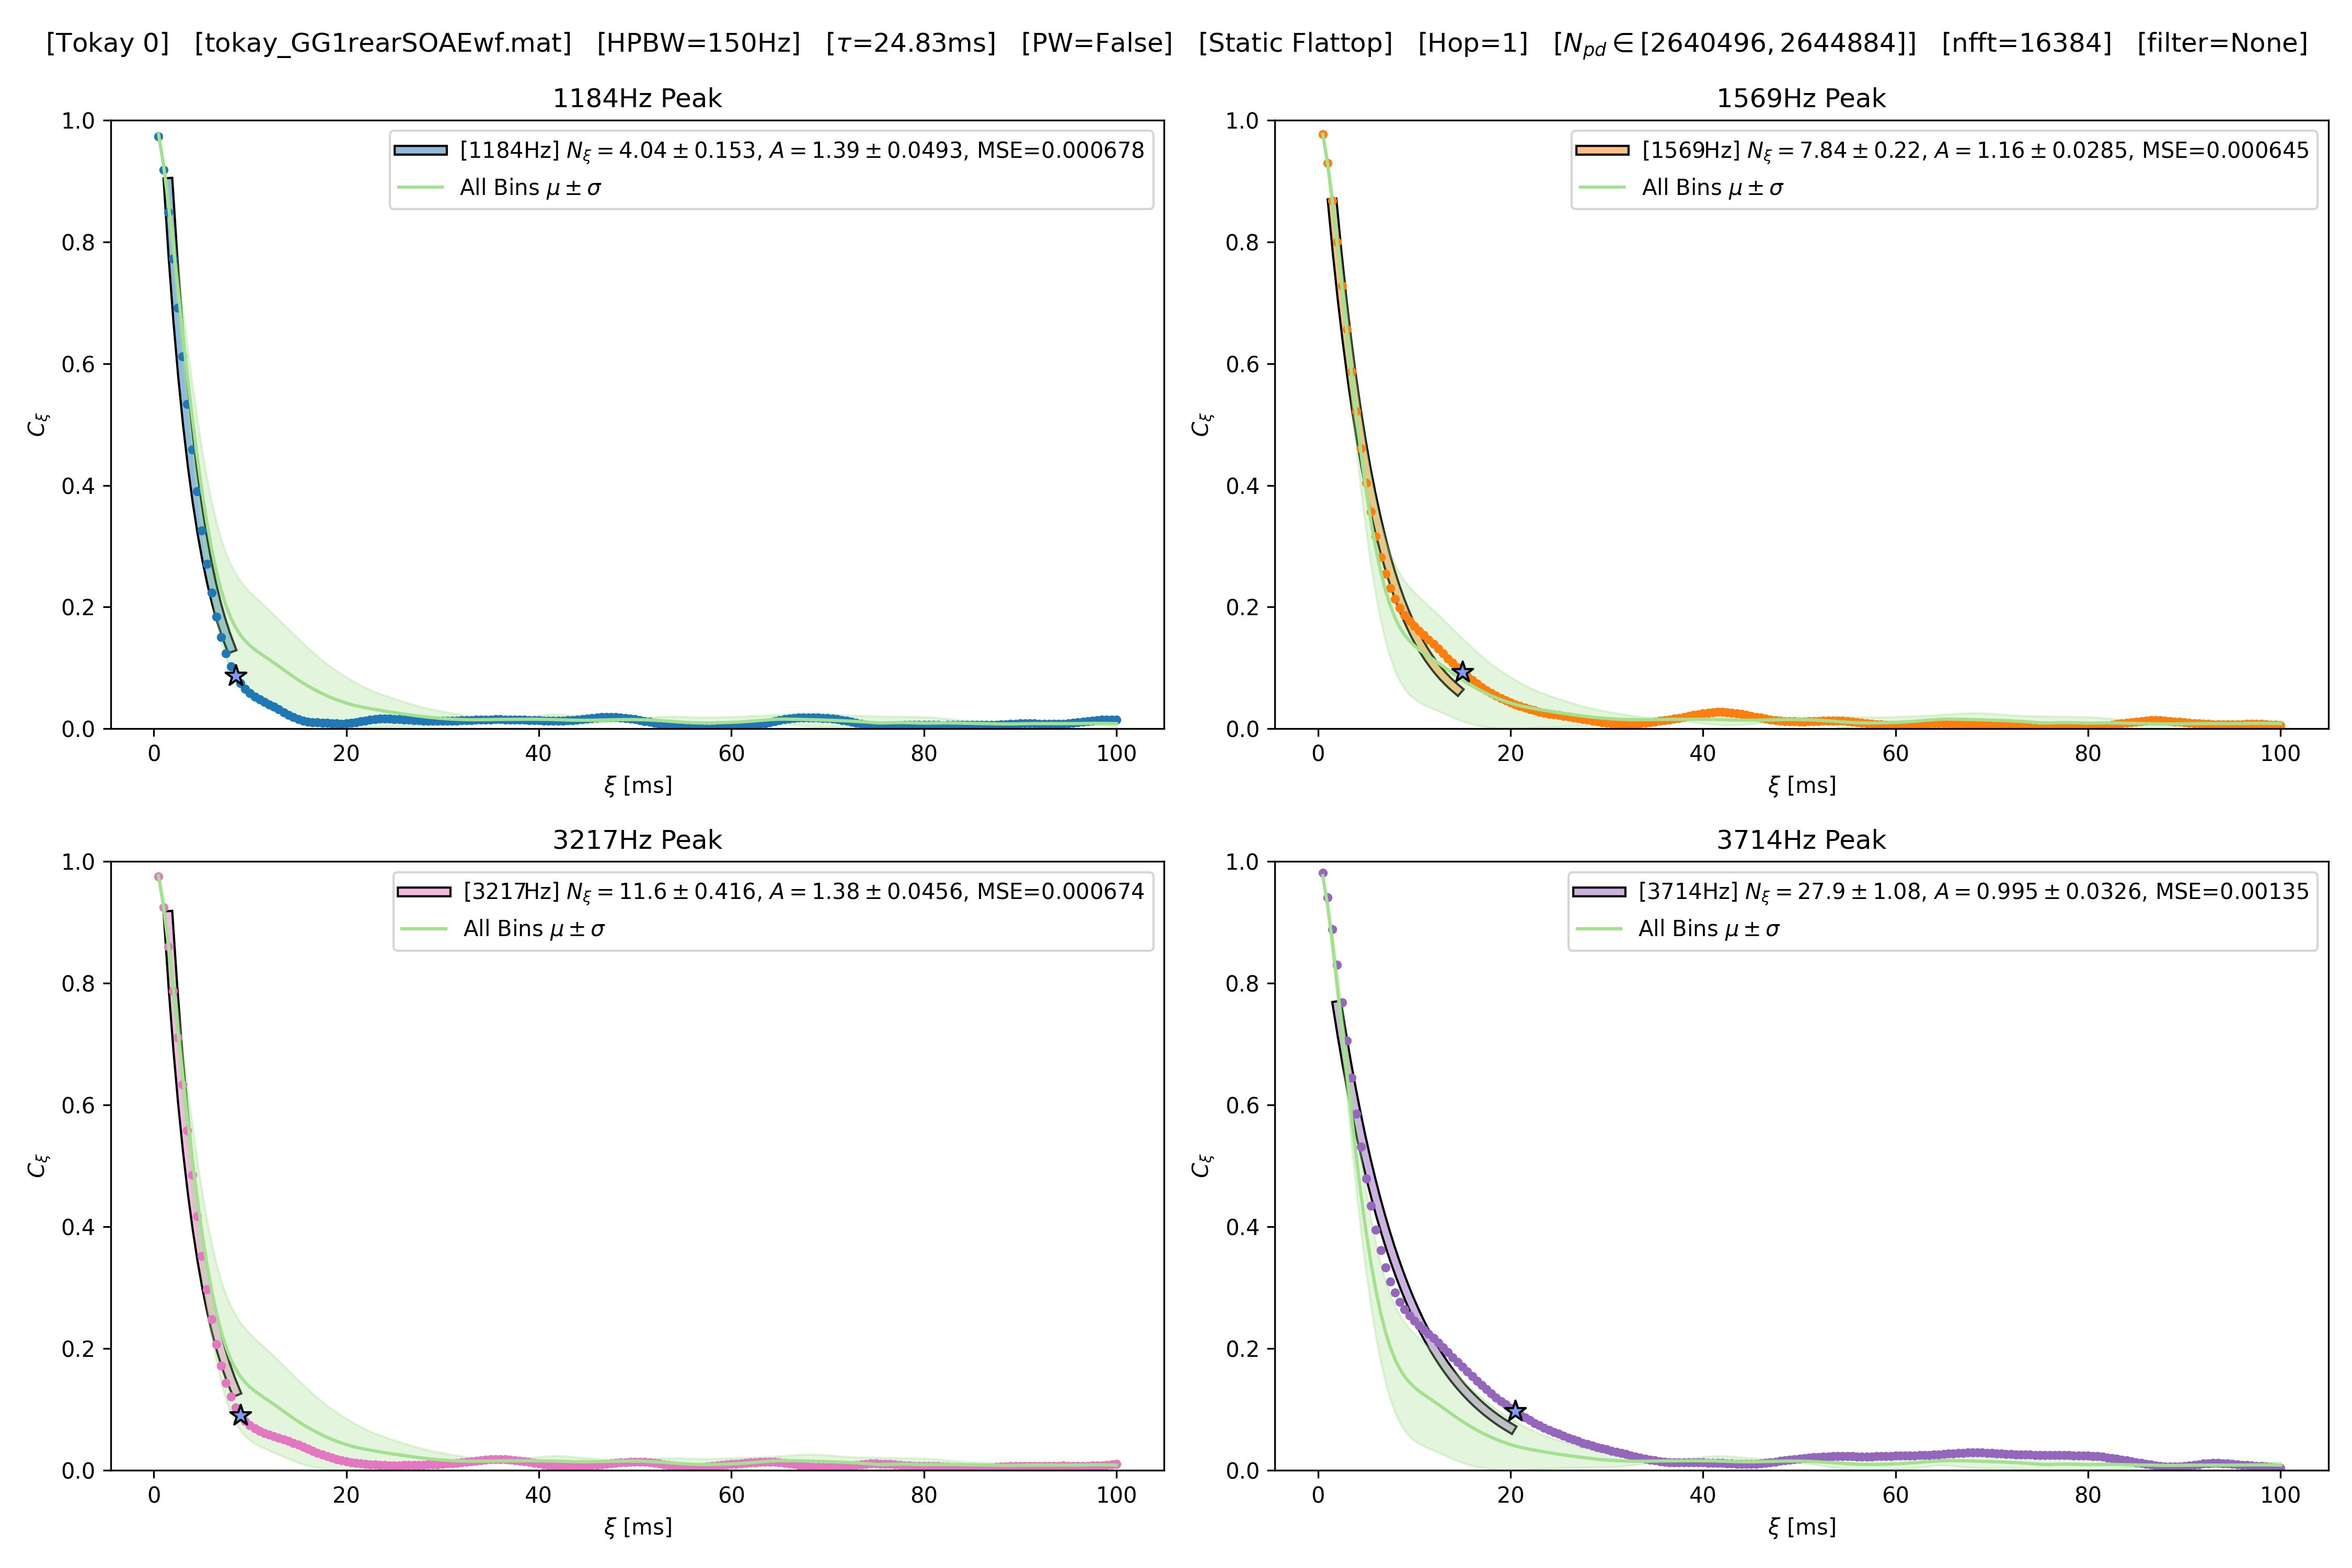 [Tokay 0] [tokay_GG1rearSOAEwf.mat] [HPBW=150Hz] [τ=24.83ms] [PW=False] [Static Flattop] [Hop=1] [N_pd ∈ [2640496, 2644884]] [nfft=16384] [filter=None]
1184Hz Peak
[1184Hz] N_ξ = 4.04 ± 0.153, A = 1.39 ± 0.0493, MSE=0.000678
All Bins μ ± σ
1.0
0.8
0.6
0.4
0.2
0.0
C_ξ
0 20 40 60 80 100
ξ [ms]
1569Hz Peak
[1569Hz] N_ξ = 7.84 ± 0.22, A = 1.16 ± 0.0285, MSE=0.000645
All Bins μ ± σ
1.0
0.8
0.6
0.4
0.2
0.0
C_ξ
0 20 40 60 80 100
ξ [ms]
3217Hz Peak
[3217Hz] N_ξ = 11.6 ± 0.416, A = 1.38 ± 0.0456, MSE=0.000674
All Bins μ ± σ
1.0
0.8
0.6
0.4
0.2
0.0
C_ξ
0 20 40 60 80 100
ξ [ms]
3714Hz Peak
[3714Hz] N_ξ = 27.9 ± 1.08, A = 0.995 ± 0.0326, MSE=0.00135
All Bins μ ± σ
1.0
0.8
0.6
0.4
0.2
0.0
C_ξ
0 20 40 60 80 100
ξ [ms]